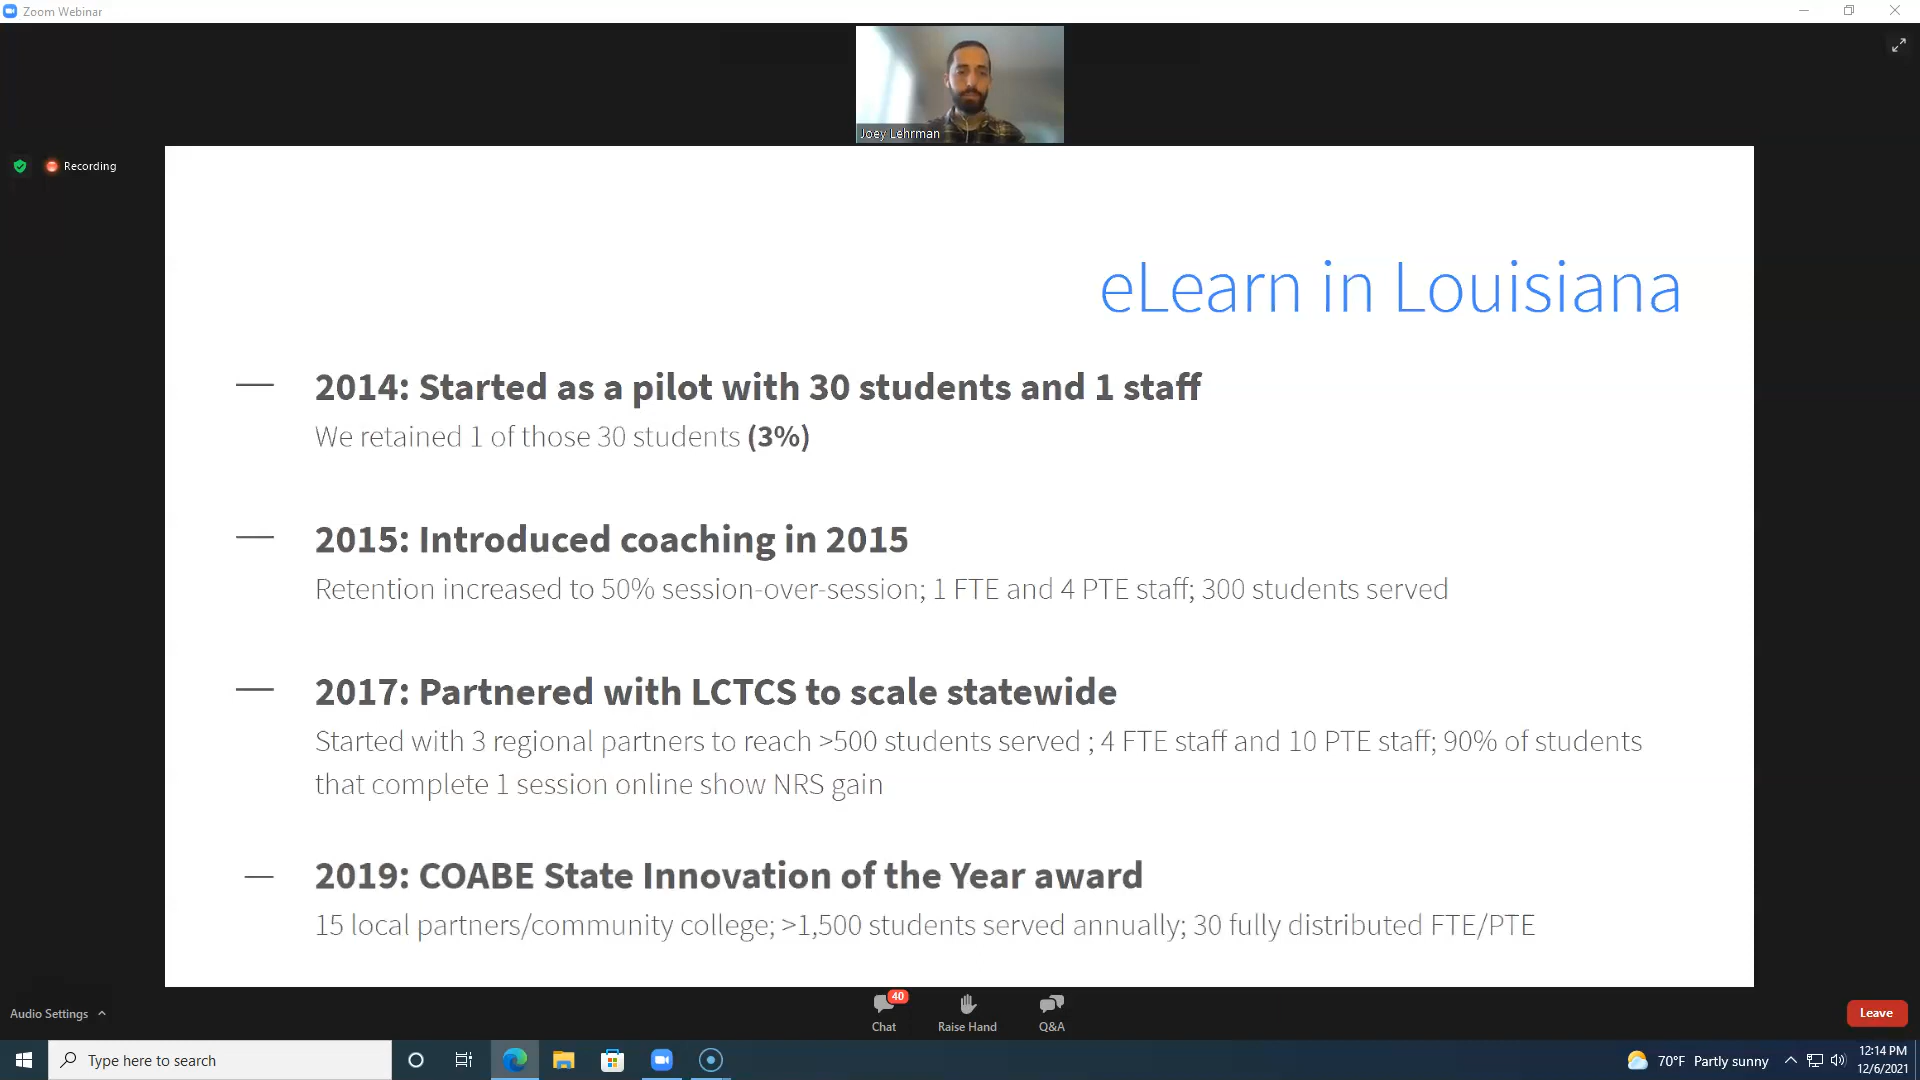 Zoom Webinar
Joey Lehrman
Recording
eLearn in Louisiana
2014: Started as a pilot with 30 students and 1 staff
We retained 1 of those 30 students (3%)
2015: Introduced coaching in 2015
Retention increased to 50% session-over-session; 1 FTE and 4 PTE staff; 300 students served
2017: Partnered with LCTCS to scale statewide
Started with 3 regional partners to reach >500 students served ; 4 FTE staff and 10 PTE staff; 90% of students
that complete 1 session online show NRS gain
2019: COABE State Innovation of the Year award
15 local partners/community college; >1,500 students served annually; 30 fully distributed FTE/PTE
Audio Settings
40
Chat
Raise Hand
Q&A
Leave
Type here to search
70°F Partly sunny
12:14 PM
12/6/2021